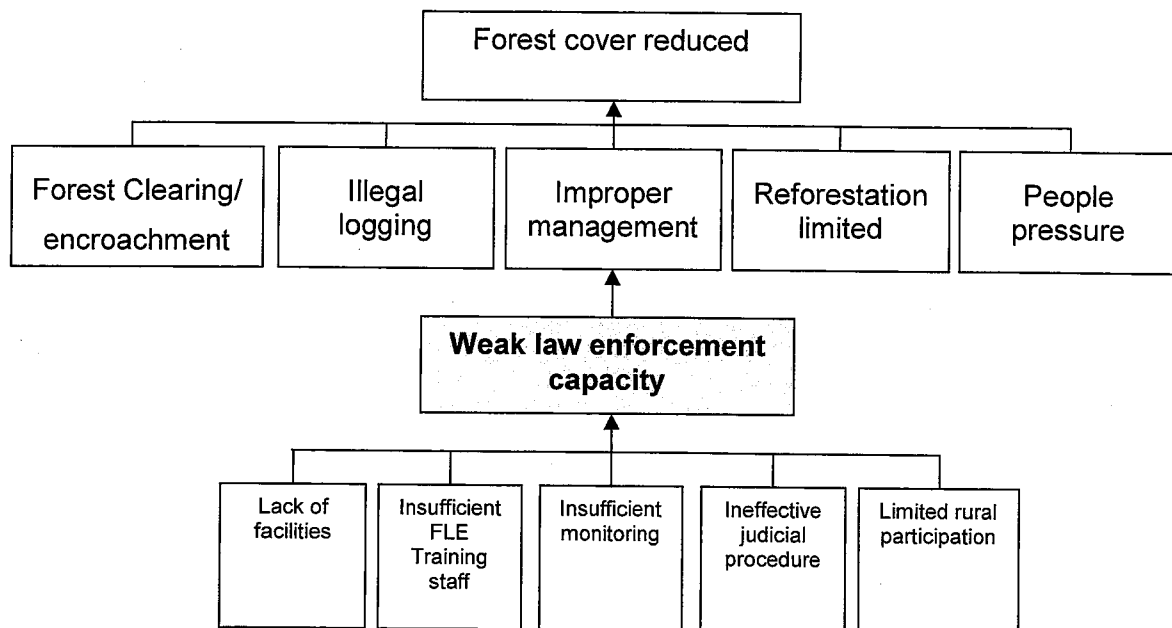 Forest cover reduced
Forest Clearing/
encroachment
Illegal
logging
Improper
management
Reforestation
limited
People
pressure
Weak law enforcement
capacity
Lack of
facilities
Insufficient
FLE
Training
staff
Insufficient
monitoring
Ineffective
judicial
procedure
Limited rural
participation